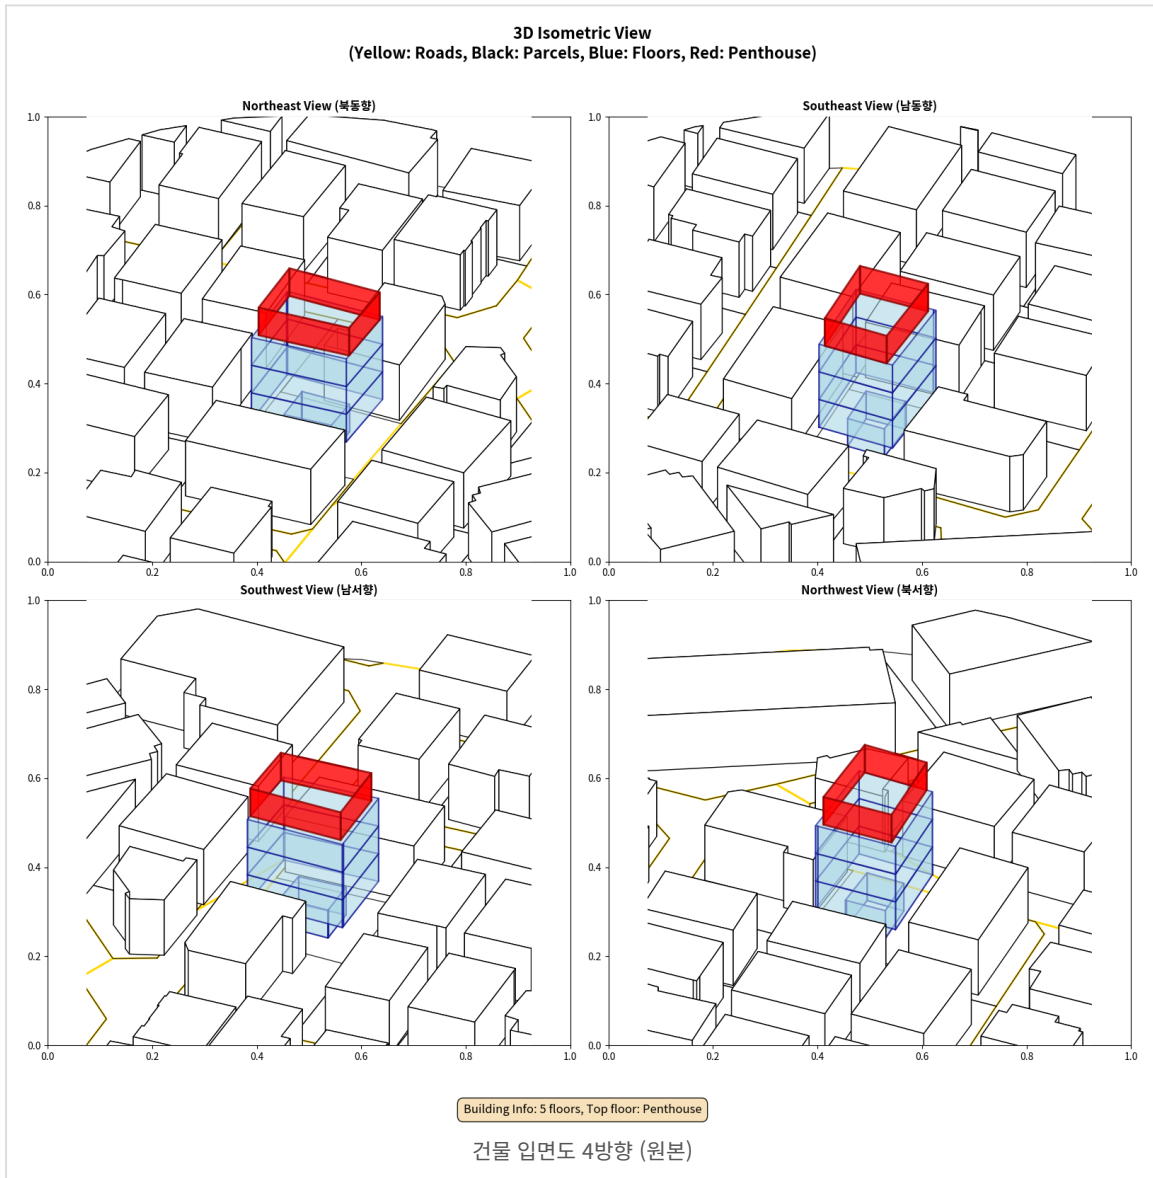 3D Isometric View
(Yellow: Roads, Black: Parcels, Blue: Floors, Red: Penthouse)
Northeast View (북동향)
1.0
0.8
0.6
0.4
0.2
0.0
0.0 0.2 0.4 0.6 0.8 1.0
Southeast View (남동향)
1.0
0.8
0.6
0.4
0.2
0.0
0.0 0.2 0.4 0.6 0.8 1.0
Southwest View (남서향)
1.0
0.8
0.6
0.4
0.2
0.0
0.0 0.2 0.4 0.6 0.8 1.0
Northwest View (북서향)
1.0
0.8
0.6
0.4
0.2
0.0
0.0 0.2 0.4 0.6 0.8 1.0
Building Info: 5 floors, Top floor: Penthouse
건물 입면도 4방향 (원본)